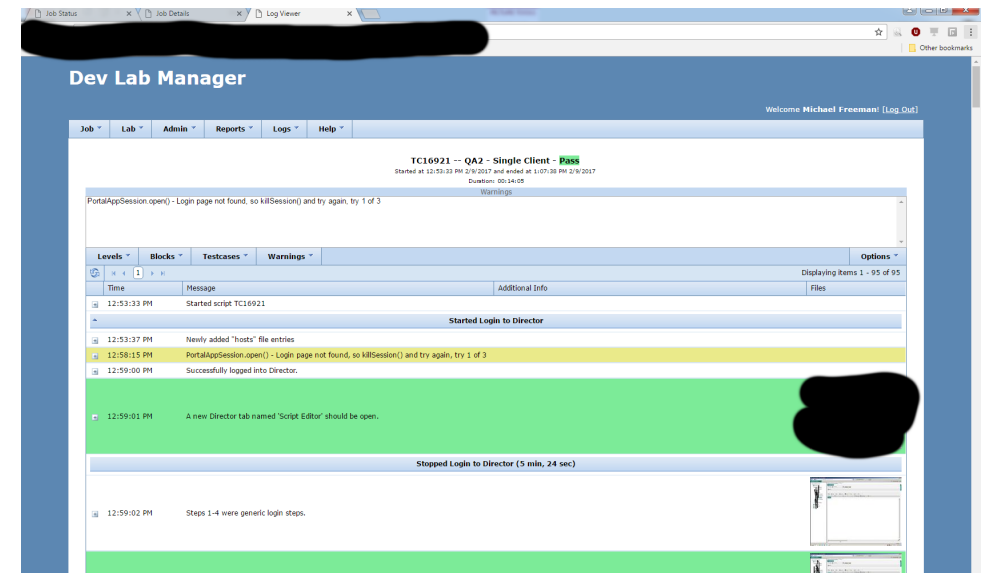 Job Status
Job Details
Log Viewer
Other bookmarks
Dev Lab Manager
Welcome Michael Freeman! [Log Out]
Job Lab Admin Reports Logs Help
TC16921 -- QA2 - Single Client - Pass
Started at 12:53:33 PM 2/9/2017 and ended at 1:07:38 PM 2/9/2017
Duration: 00:14:05
Warnings
PortalAppSession.open() - Login page not found, so killSession() and try again, try 1 of 3
Levels Blocks Testcases Warnings Options
1 Displaying items 1 - 95 of 95
Time Message Additional Info Files
12:53:33 PM Started script TC16921
Started Login to Director
12:53:37 PM Newly added "hosts" file entries
12:58:15 PM PortalAppSession.open() - Login page not found, so killSession() and try again, try 1 of 3
12:59:00 PM Successfully logged into Director.
12:59:01 PM A new Director tab named 'Script Editor' should be open.
Stopped Login to Director (5 min, 24 sec)
12:59:02 PM Steps 1-4 were generic login steps.